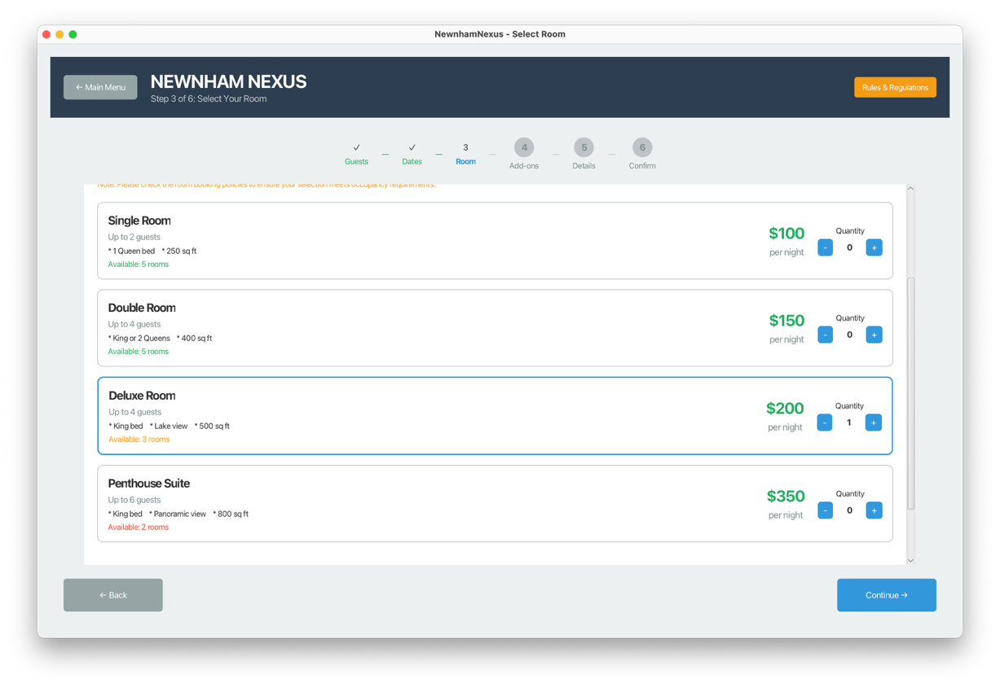 NewnhamNexus - Select Room
← Main Menu
NEWNHAM NEXUS
Step 3 of 6: Select Your Room
Rules & Regulations
✓ ✓ 3 4 5 6
Guests Dates Room Add-ons Details Confirm
Note: Please check the room booking policies to ensure your selection meets occupancy requirements.
Single Room
Up to 2 guests
* 1 Queen bed * 250 sq ft
Available: 5 rooms
$100
per night
Quantity
- 0 +
Double Room
Up to 4 guests
* King or 2 Queens * 400 sq ft
Available: 5 rooms
$150
per night
Quantity
- 0 +
Deluxe Room
Up to 4 guests
* King bed * Lake view * 500 sq ft
Available: 3 rooms
$200
per night
Quantity
- 1 +
Penthouse Suite
Up to 6 guests
* King bed * Panoramic view * 800 sq ft
Available: 2 rooms
$350
per night
Quantity
- 0 +
← Back
Continue →